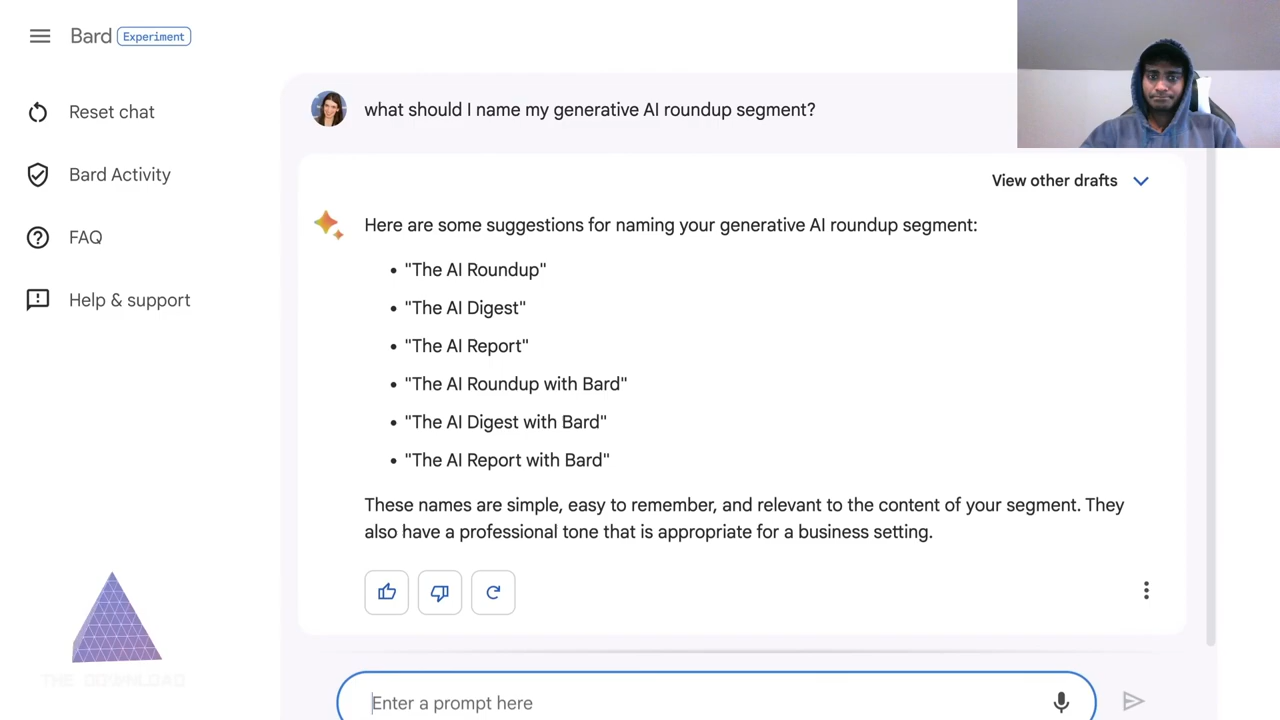 Bard Experiment
Reset chat
Bard Activity
FAQ
Help & support
what should I name my generative AI roundup segment?
View other drafts
Here are some suggestions for naming your generative AI roundup segment:
• "The AI Roundup"
• "The AI Digest"
• "The AI Report"
• "The AI Roundup with Bard"
• "The AI Digest with Bard"
• "The AI Report with Bard"
These names are simple, easy to remember, and relevant to the content of your segment. They
also have a professional tone that is appropriate for a business setting.
THE DOWNLOAD
Enter a prompt here